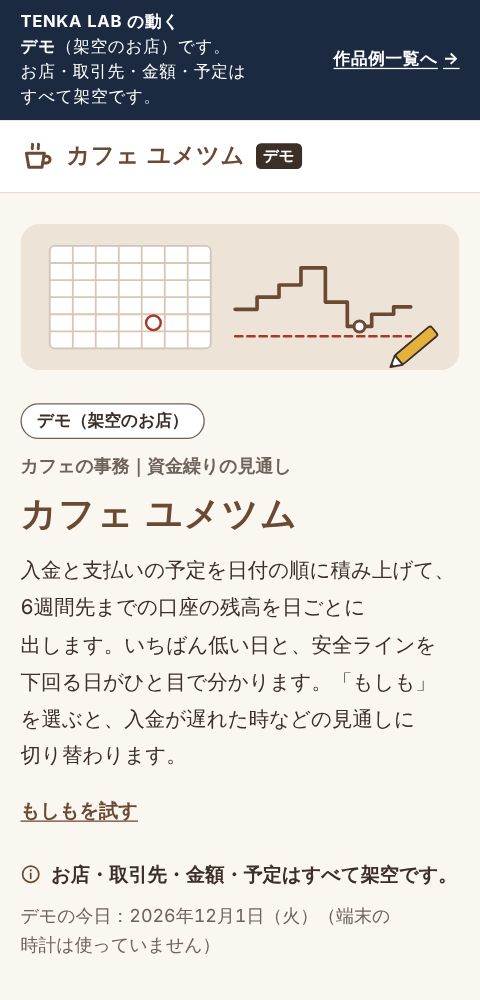 TENKA LAB の動く
デモ（架空のお店）です。
お店・取引先・金額・予定は
すべて架空です。
作品例一覧へ →
カフェ ユメツム デモ
デモ（架空のお店）
カフェの事務｜資金繰りの見通し
カフェ ユメツム
入金と支払いの予定を日付の順に積み上げて、
6週間先までの口座の残高を日ごとに
出します。いちばん低い日と、安全ラインを
下回る日がひと目で分かります。「もしも」
を選ぶと、入金が遅れた時などの見通しに
切り替わります。
もしもを試す
お店・取引先・金額・予定はすべて架空です。
デモの今日：2026年12月1日（火）（端末の
時計は使っていません）